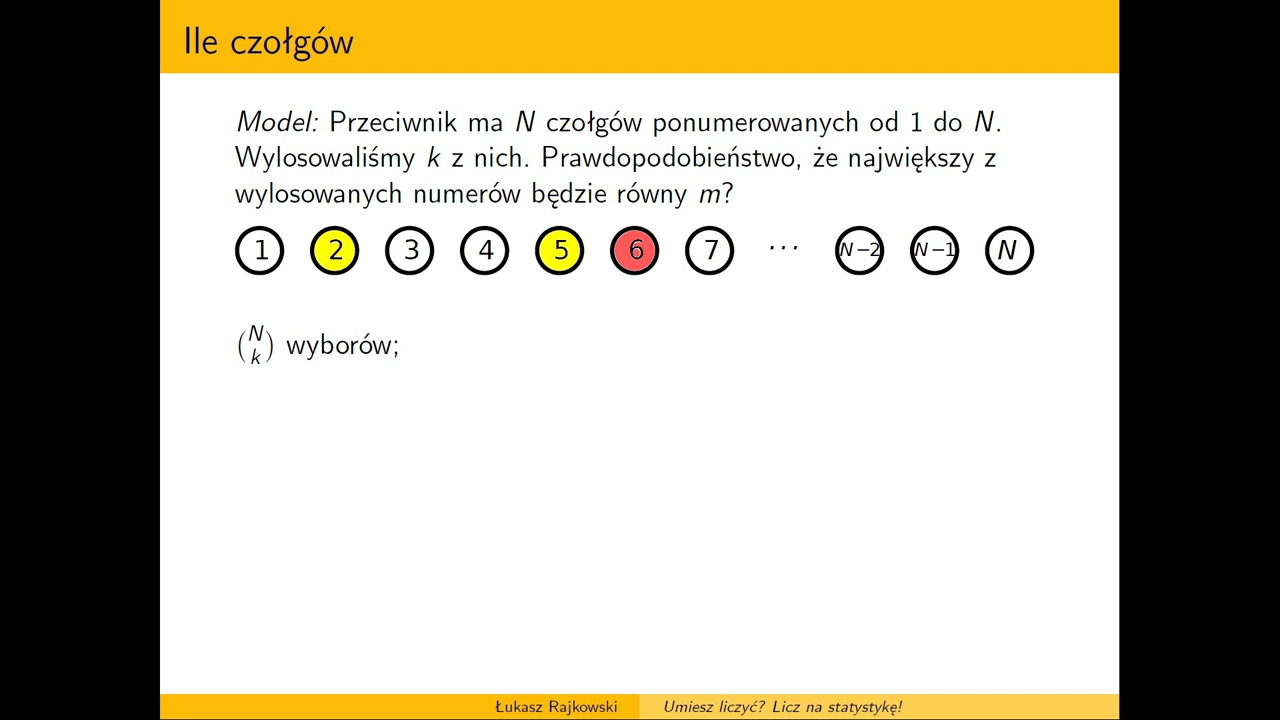 Ile czołgów
Model: Przeciwnik ma N czołgów ponumerowanych od 1 do N.
Wylosowaliśmy k z nich. Prawdopodobieństwo, że największy z
wylosowanych numerów będzie równy m?
1 2 3 4 5 6 7 ⋯ N−2 N−1 N
(N k) wyborów;
Łukasz Rajkowski Umiesz liczyć? Licz na statystykę!